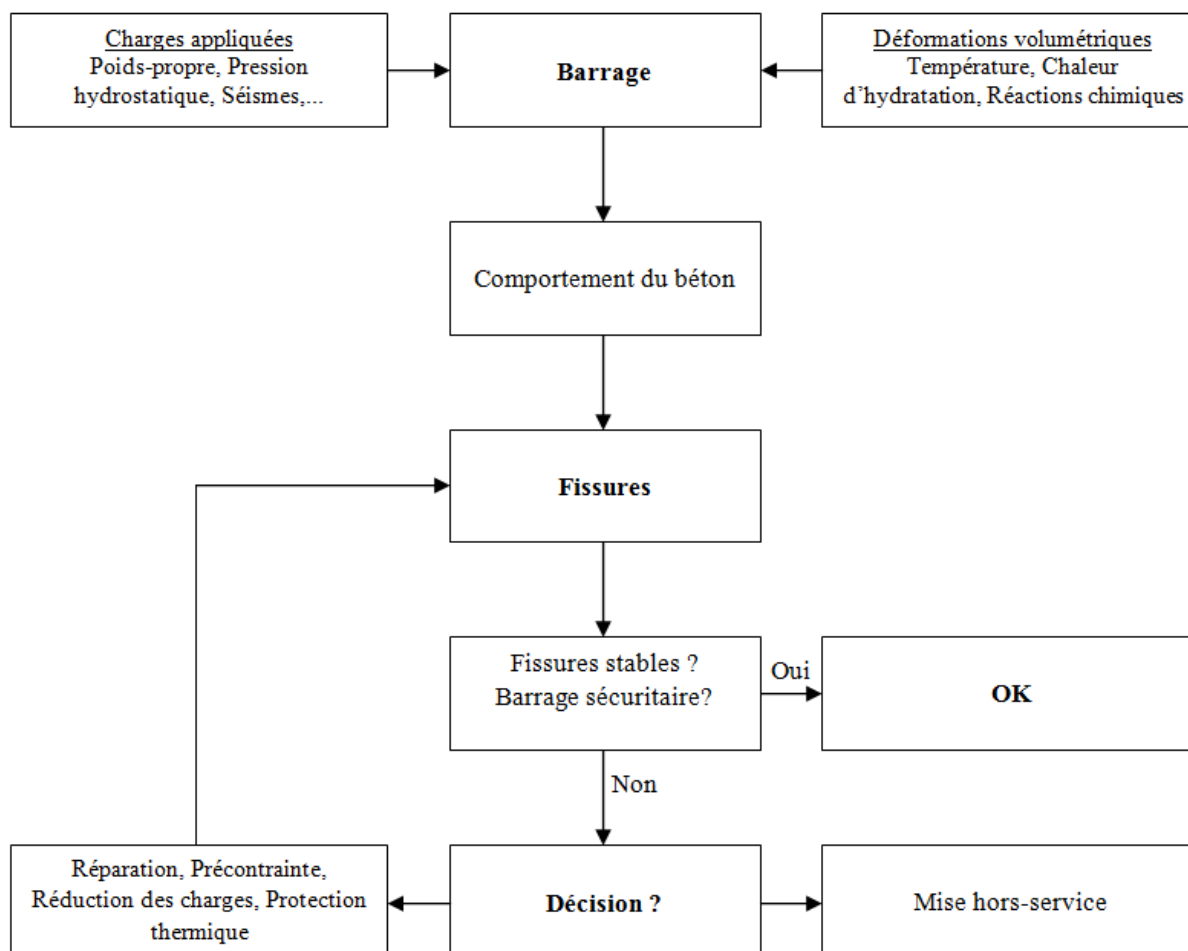 Charges appliquées
Poids-propre, Pression
hydrostatique, Séismes,...
Barrage
Déformations volumétriques
Température, Chaleur
d’hydratation, Réactions chimiques
Comportement du béton
Fissures
Fissures stables ?
Barrage sécuritaire?
Oui
OK
Non
Réparation, Précontrainte,
Réduction des charges, Protection
thermique
Décision ?
Mise hors-service